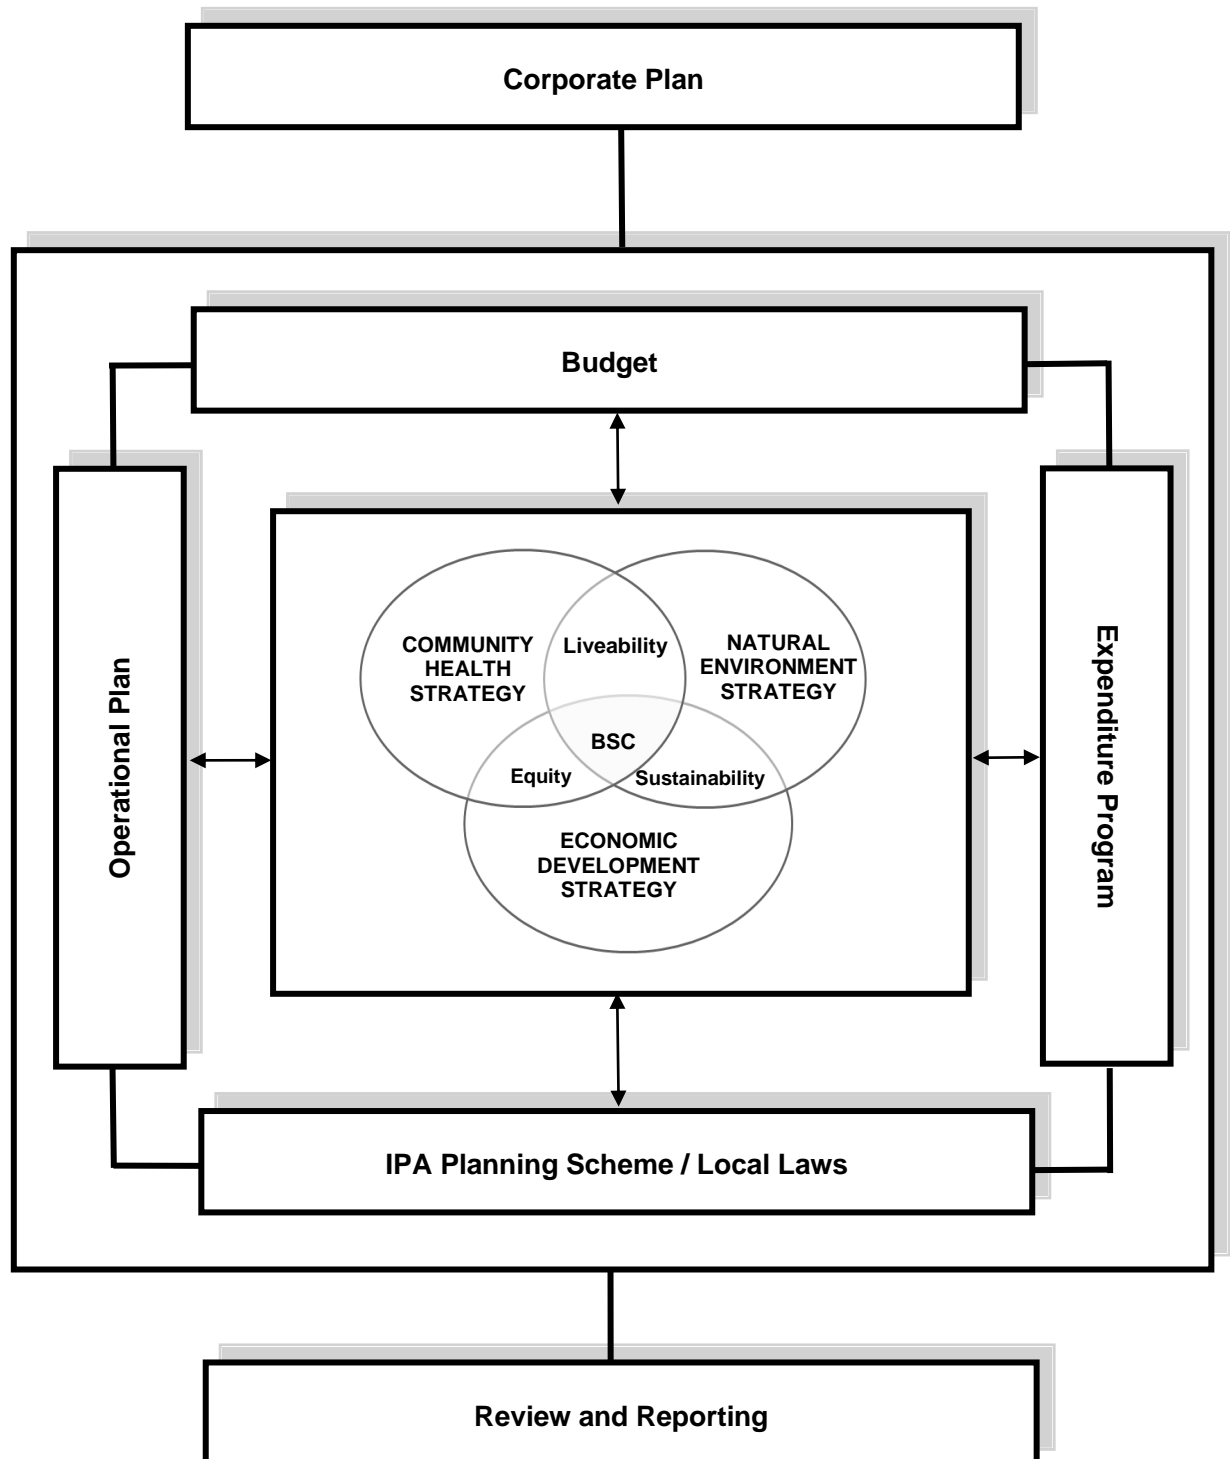 Corporate Plan
Budget
Operational Plan
COMMUNITY
HEALTH
STRATEGY
Liveability
NATURAL
ENVIRONMENT
STRATEGY
BSC
Equity
Sustainability
ECONOMIC
DEVELOPMENT
STRATEGY
Expenditure Program
IPA Planning Scheme / Local Laws
Review and Reporting